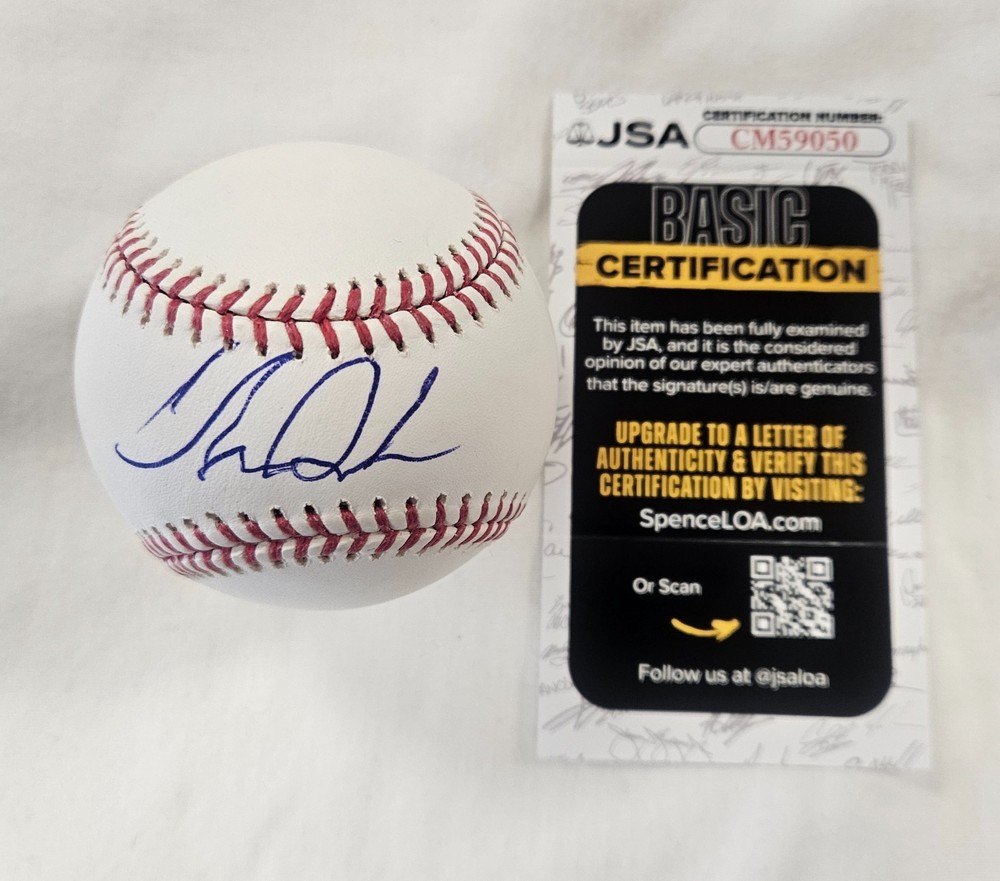 CERTIFICATION NUMBER:
JSA CM59050
BASIC
CERTIFICATION
This item has been fully examined
by JSA, and it is the considered
opinion of our expert authenticators
that the signature(s) is/are genuine.
UPGRADE TO A LETTER OF
AUTHENTICITY & VERIFY THIS
CERTIFICATION BY VISITING:
SpenceLOA.com
Or Scan
Follow us at @jsaloa